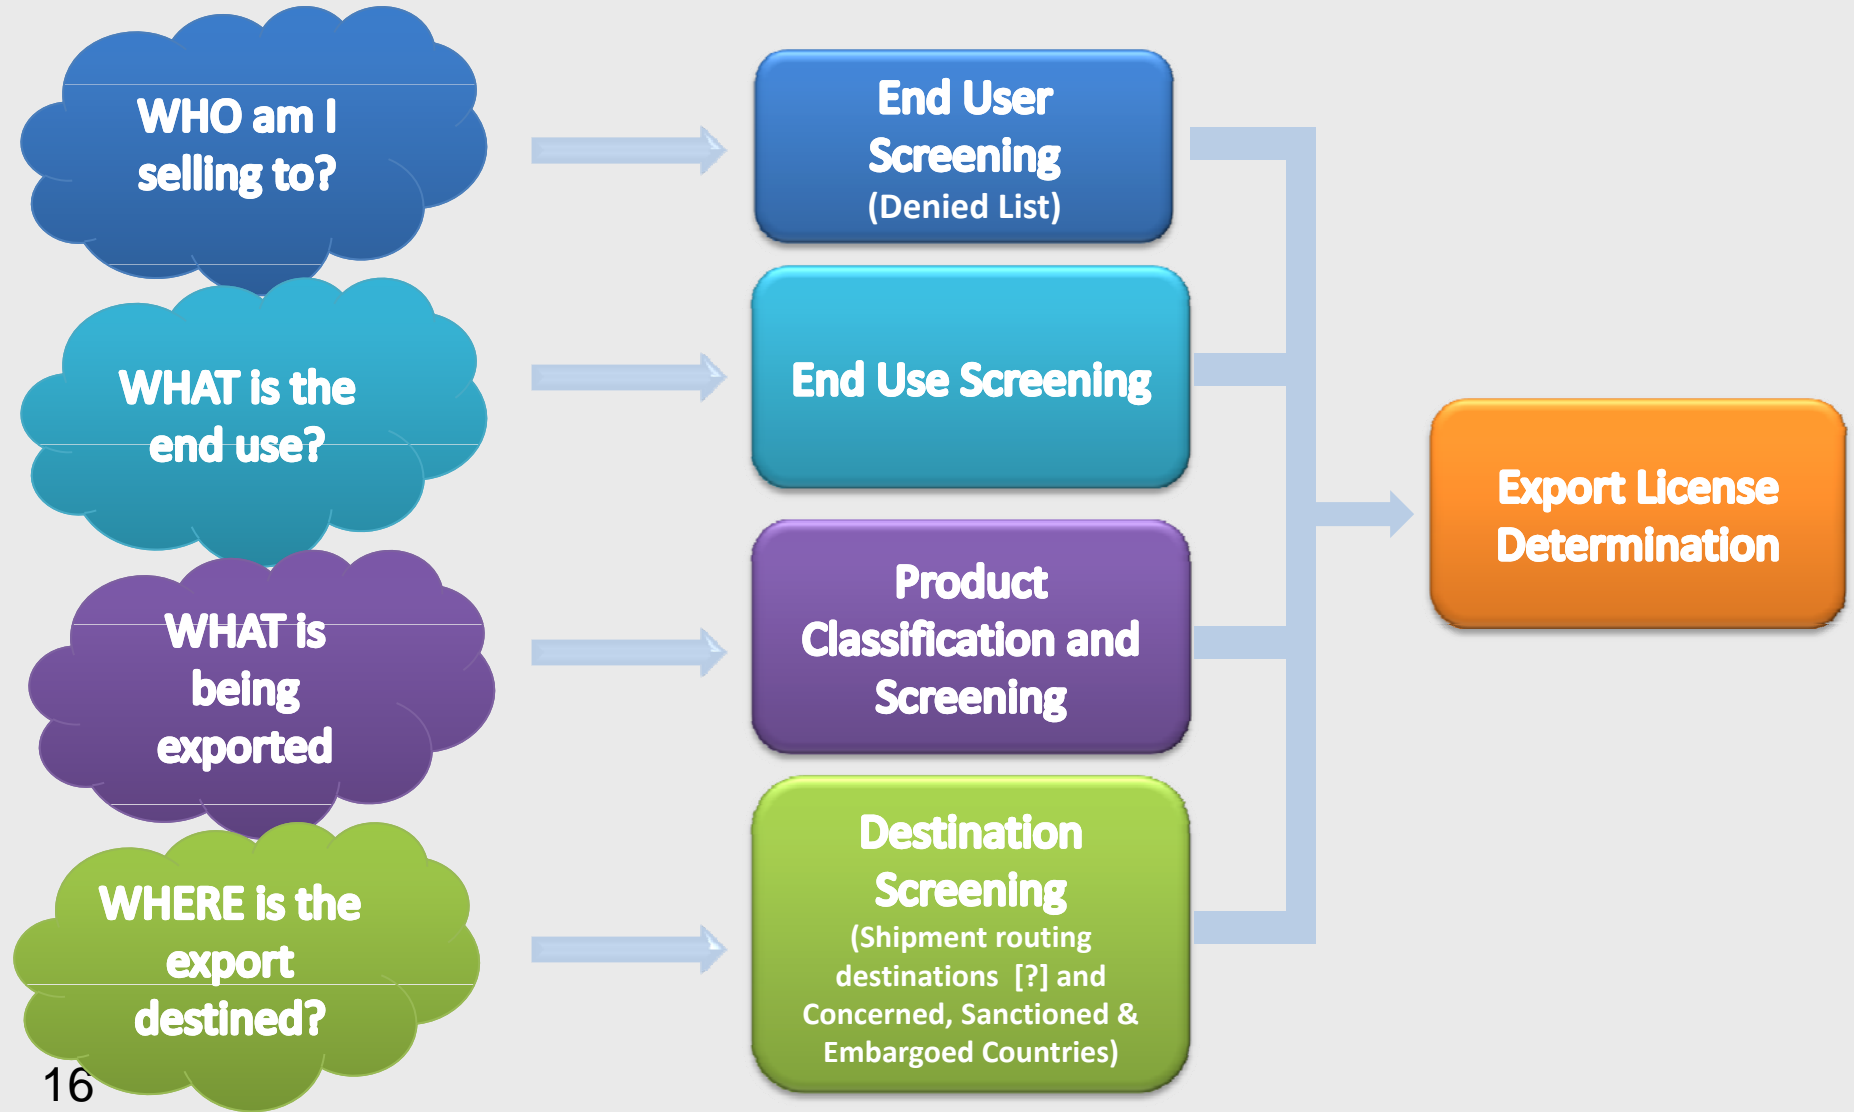 WHO am I
selling to?
End User
Screening
(Denied List)
WHAT is the
end use?
End Use Screening
WHAT is
being
exported
Product
Classification and
Screening
WHERE is the
export
destined?
Destination
Screening
(Shipment routing
destinations [?] and
Concerned, Sanctioned &
Embargoed Countries)
Export License
Determination
16